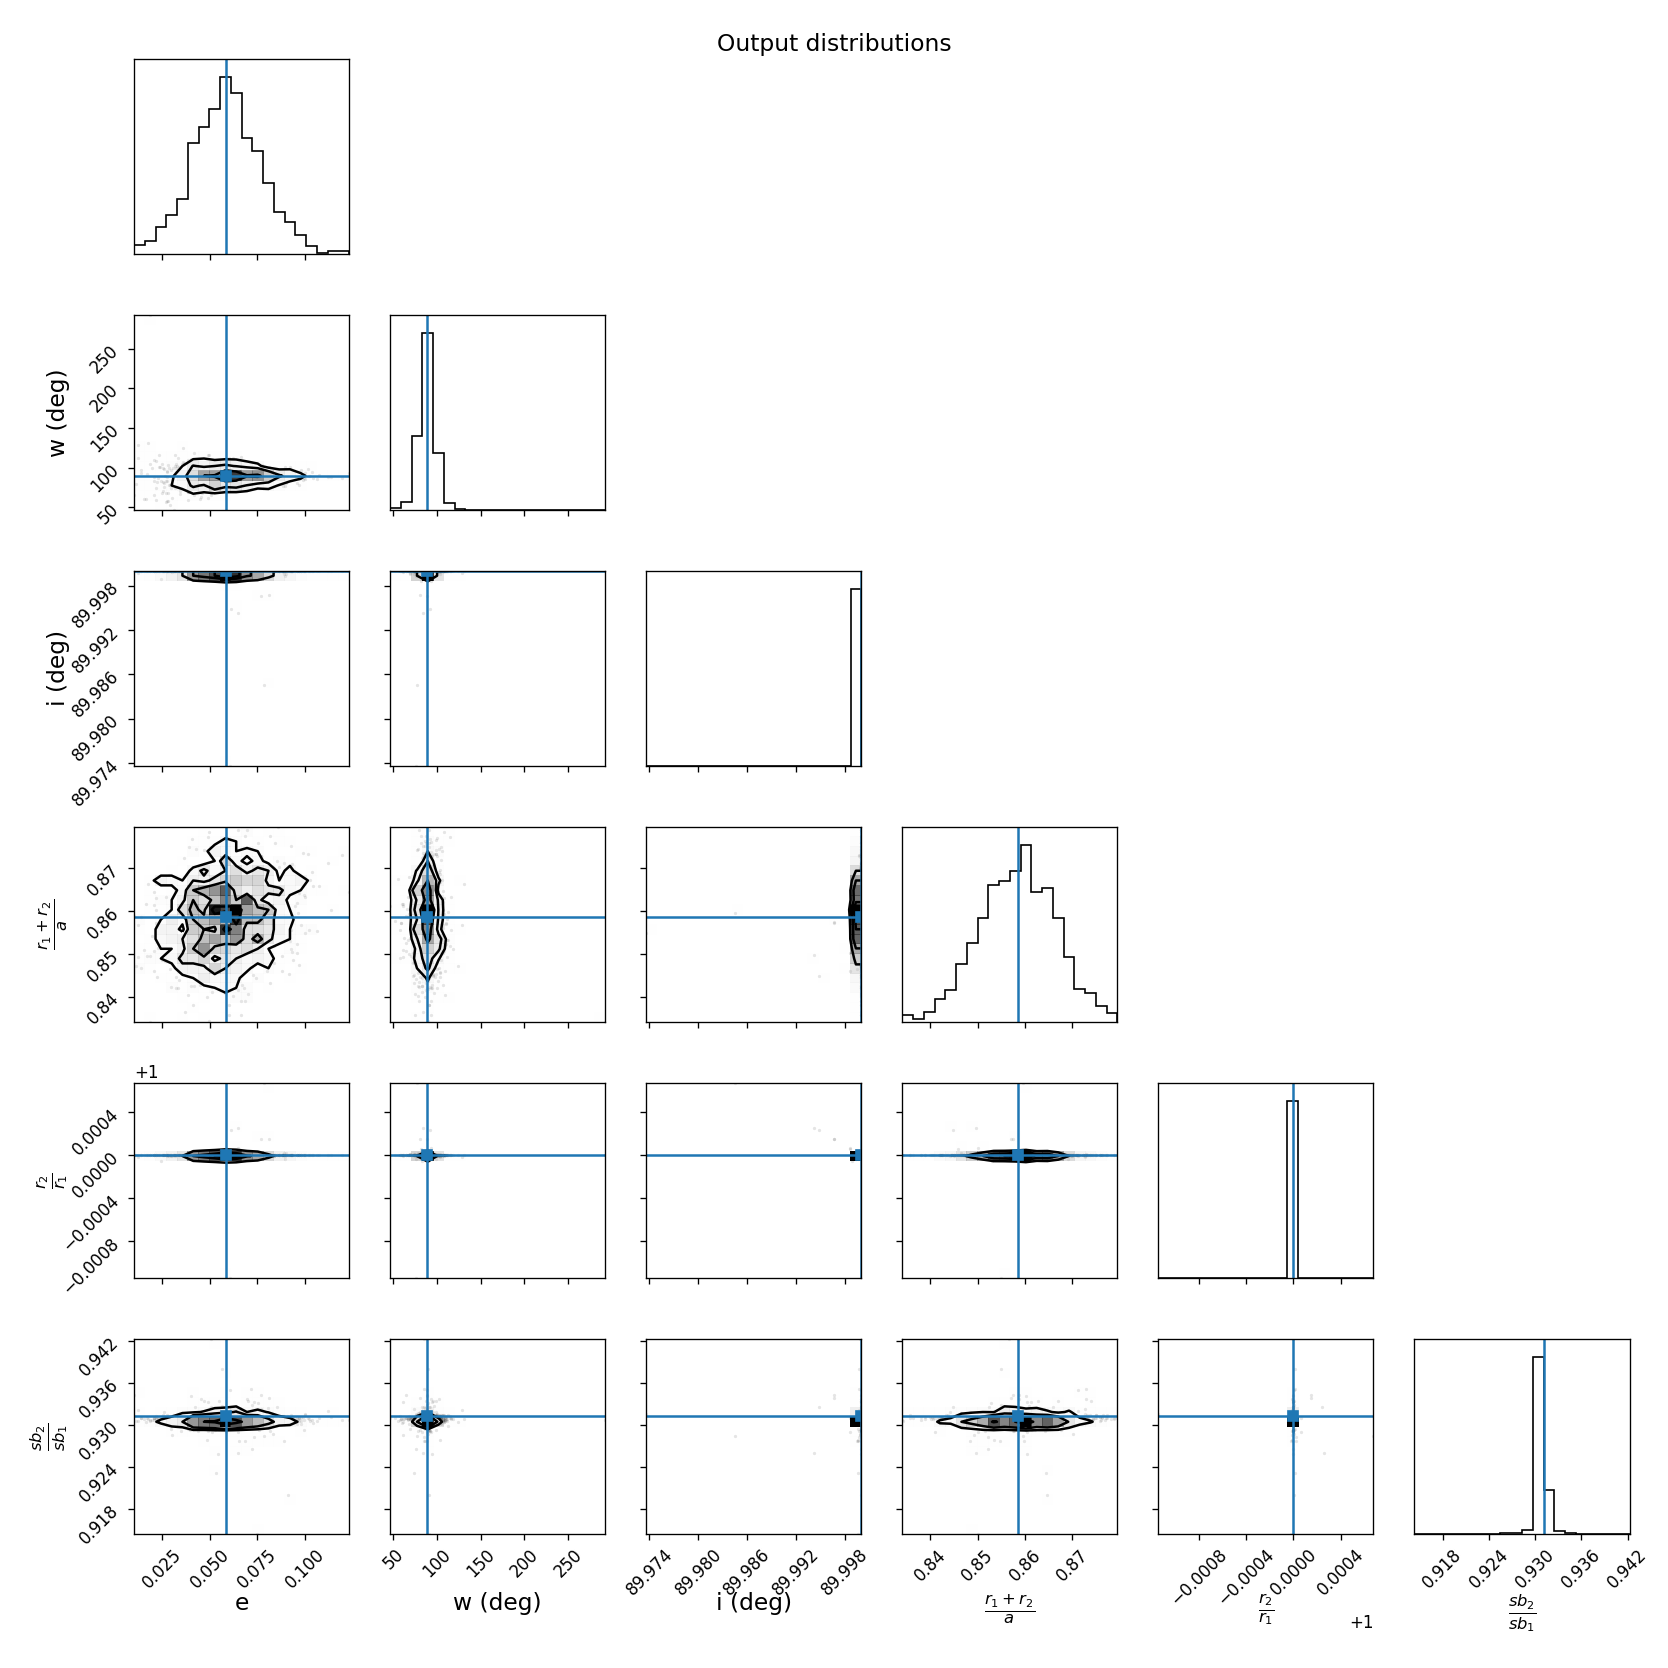 Output distributions
w (deg)
250
200
150
100
50
i (deg)
89.998
89.992
89.986
89.980
89.974
r₁ + r₂
a
0.87
0.86
0.85
0.84
+1
r₂
r₁
0.0004
0.0000
−0.0004
−0.0008
sb₂
sb₁
0.942
0.936
0.930
0.924
0.918
0.025 0.050 0.075 0.100
50 100 150 200 250
89.974 89.980 89.986 89.992 89.998
0.84 0.85 0.86 0.87
−0.0008 −0.0004 0.0000 0.0004
0.918 0.924 0.930 0.936 0.942
e
w (deg)
i (deg)
r₁ + r₂
a
r₂
r₁
sb₂
sb₁
+1